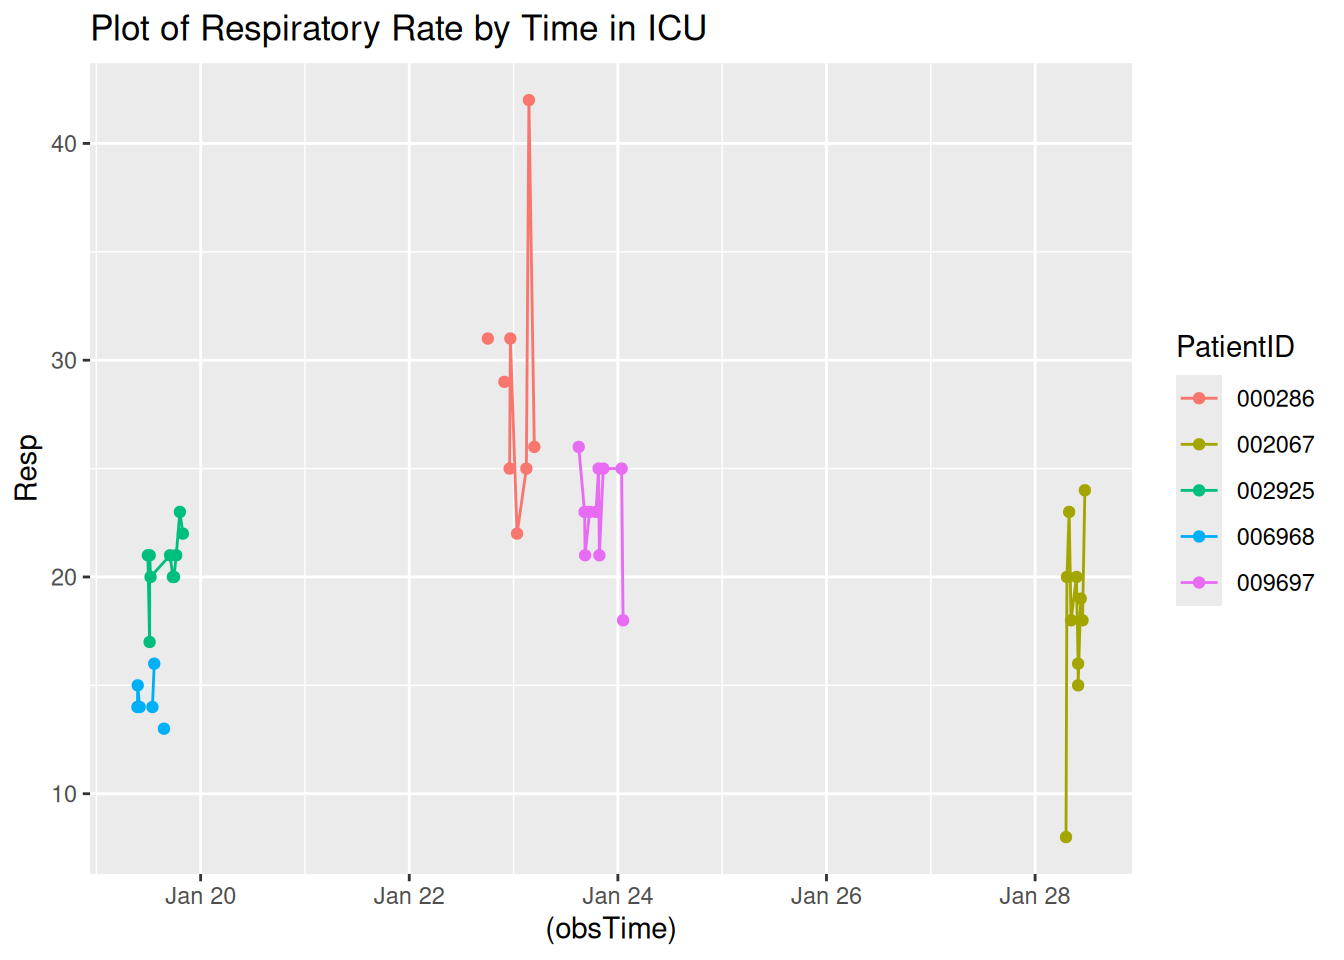 Plot of Respiratory Rate by Time in ICU
40
30
20
10
Resp
Jan 20
Jan 22
Jan 24
Jan 26
Jan 28
(obsTime)
PatientID
000286
002067
002925
006968
009697